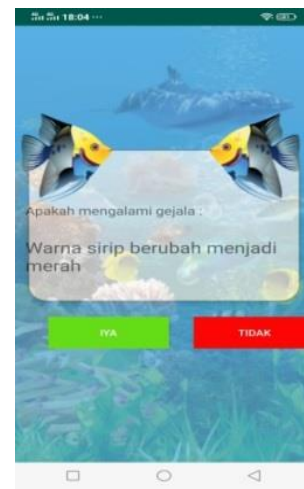 18:04
Apakah mengalami gejala :
Warna sirip berubah menjadi
merah
IYA
TIDAK